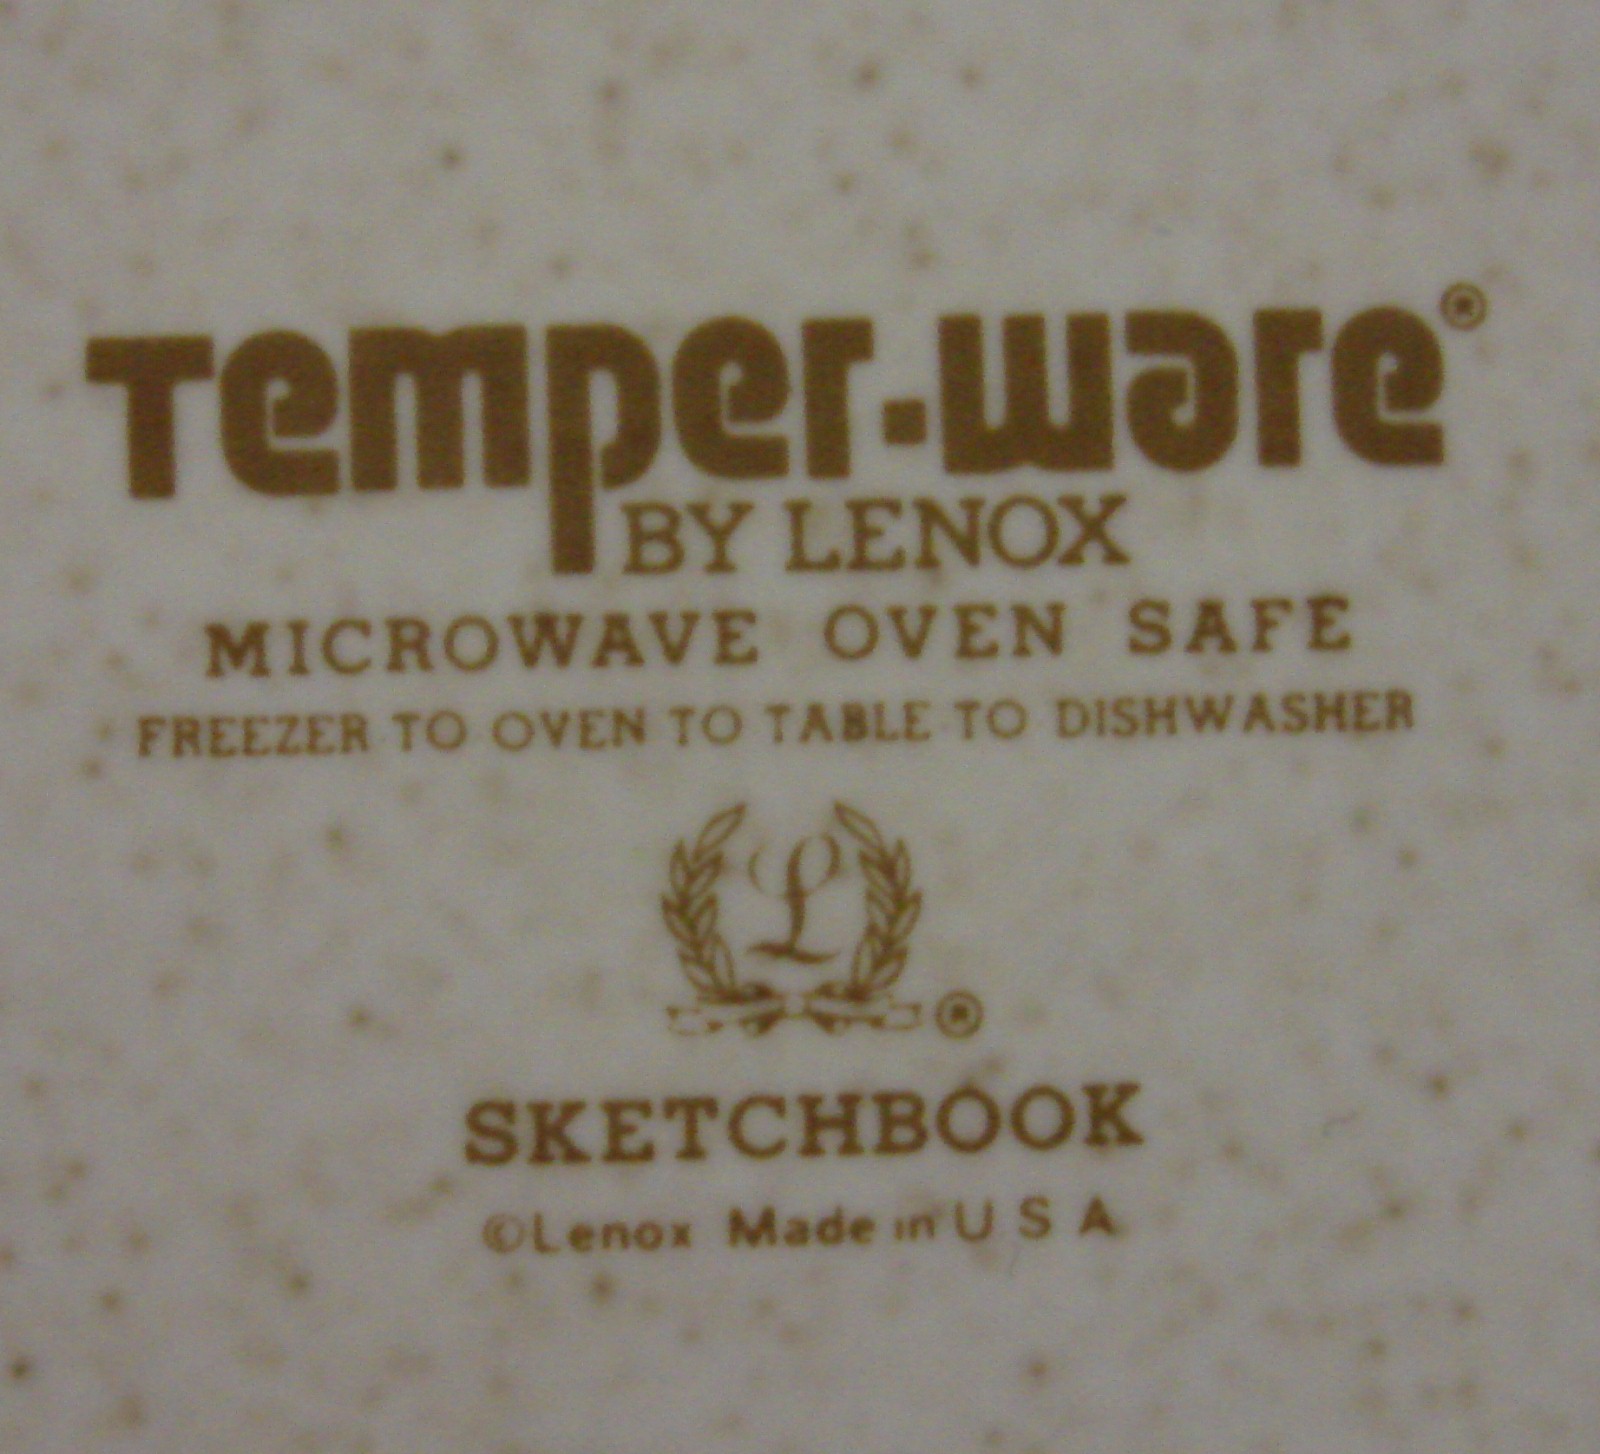 Temper-ware®
BY LENOX
MICROWAVE OVEN SAFE
FREEZER TO OVEN TO TABLE TO DISHWASHER
L
®
SKETCHBOOK
©Lenox Made in U S A